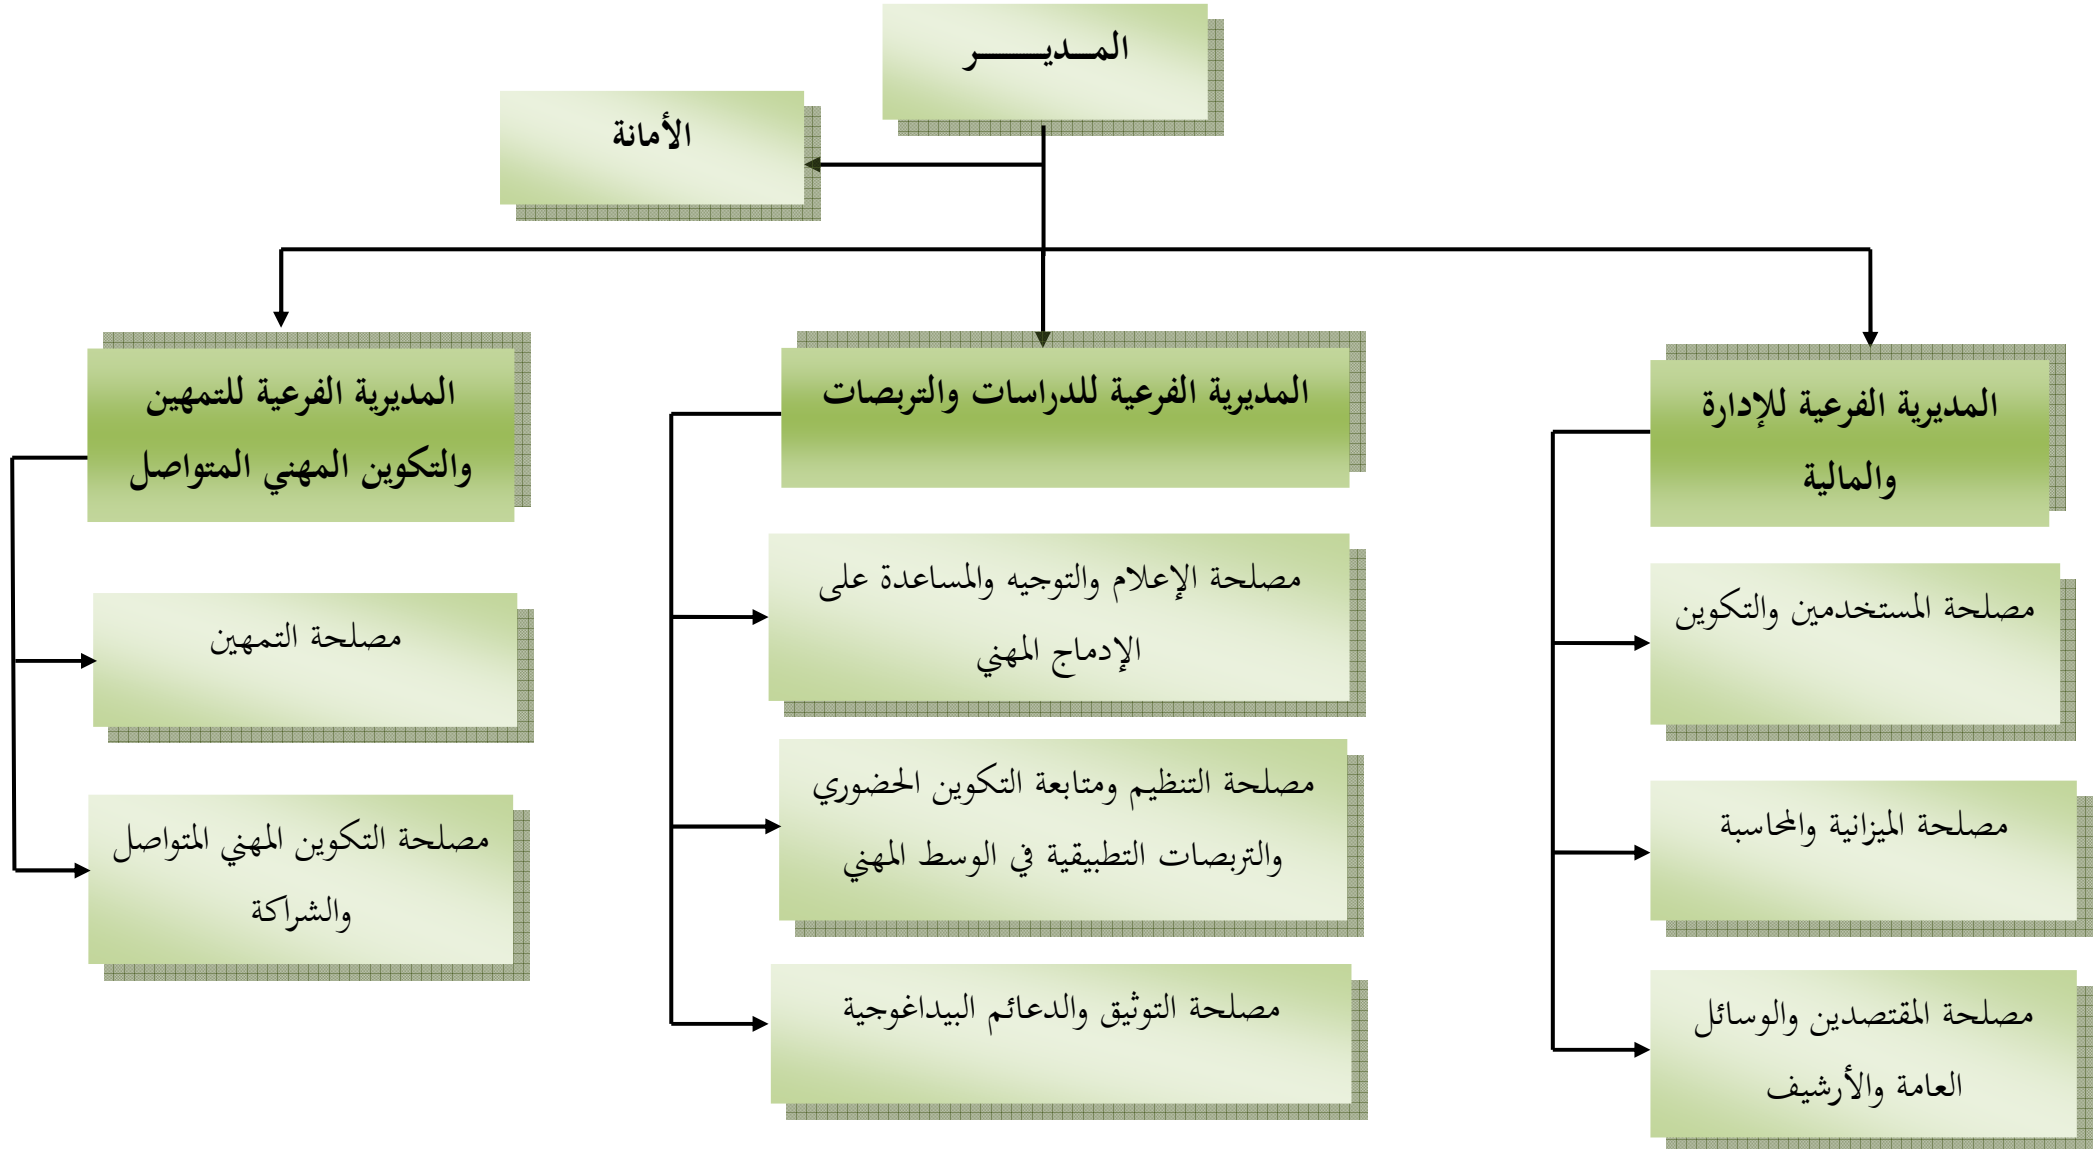 المــديـــــــر
الأمانة
المديرية الفرعية للإدارة
والمالية
مصلحة المستخدمين والتكوين
مصلحة الميزانية والمحاسبة
مصلحة المقتصدين والوسائل
العامة والأرشيف
المديرية الفرعية للدراسات والتربصات
مصلحة الإعلام والتوجيه والمساعدة على
الإدماج المهني
مصلحة التنظيم ومتابعة التكوين الحضوري
والتربصات التطبيقية في الوسط المهني
مصلحة التوثيق والدعائم البيداغوجية
المديرية الفرعية للتمهين
والتكوين المهني المتواصل
مصلحة التمهين
مصلحة التكوين المهني المتواصل
والشراكة